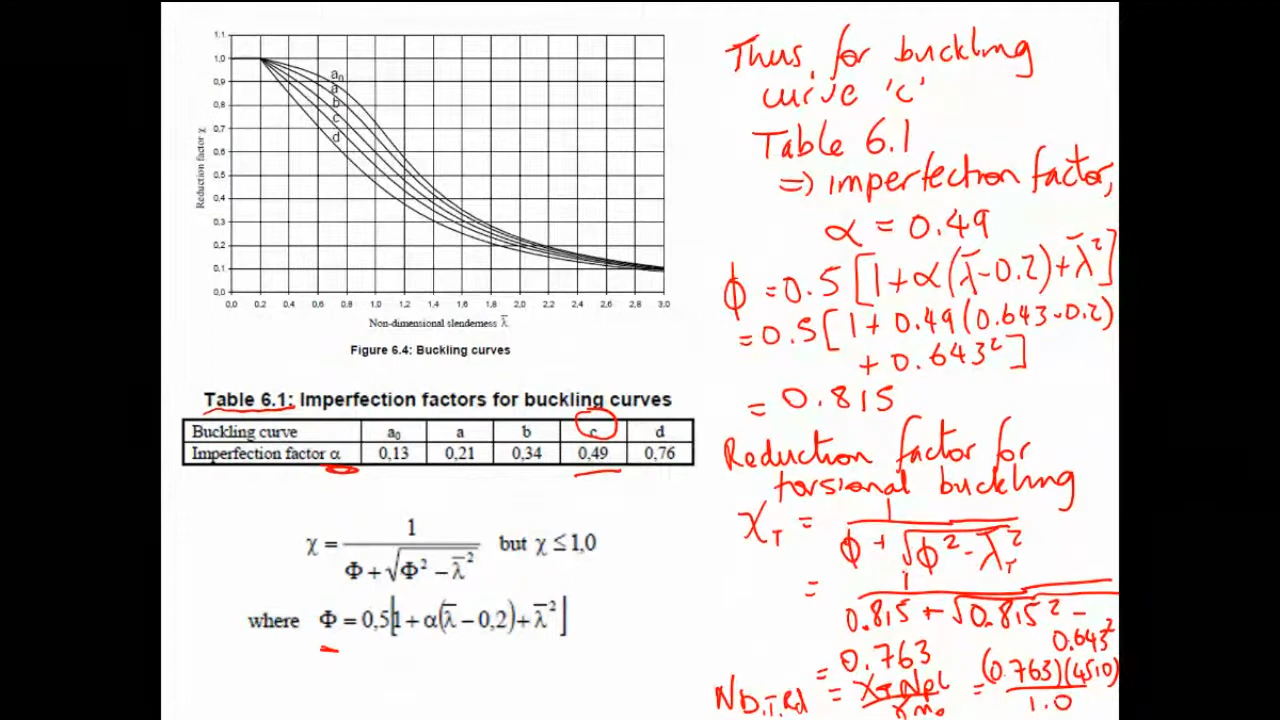 1,1
1,0
0,9
0,8
0,7
0,6
0,5
0,4
0,3
0,2
0,1
0,0
Reduction factor χ
a₀
a
b
c
d
0,0 0,2 0,4 0,6 0,8 1,0 1,2 1,4 1,6 1,8 2,0 2,2 2,4 2,6 2,8 3,0
Non-dimensional slenderness λ̄
Figure 6.4: Buckling curves
Table 6.1: Imperfection factors for buckling curves
Buckling curve a₀ a b c d
Imperfection factor α 0,13 0,21 0,34 0,49 0,76
χ = 1 / (Φ + √(Φ² − λ̄²)) but χ ≤ 1,0
where Φ = 0,5[1 + α(λ̄ − 0,2) + λ̄²]
Thus, for buckling
curve 'c'
Table 6.1
=> imperfection factor,
α = 0.49
ϕ = 0.5 [1 + α (λ̄ - 0.2) + λ̄²]
= 0.5 [1 + 0.49 (0.643 - 0.2)
+ 0.643²]
= 0.815
Reduction factor for
torsional buckling
χ_T = 1 / (ϕ + √(ϕ² - λ̄_T²))
= 1 / (0.815 + √(0.815² - 0.643²))
= 0.763
N_b,T,Rd = χ_T N_pl / γ_m₀ = (0.763)(4510) / 1.0